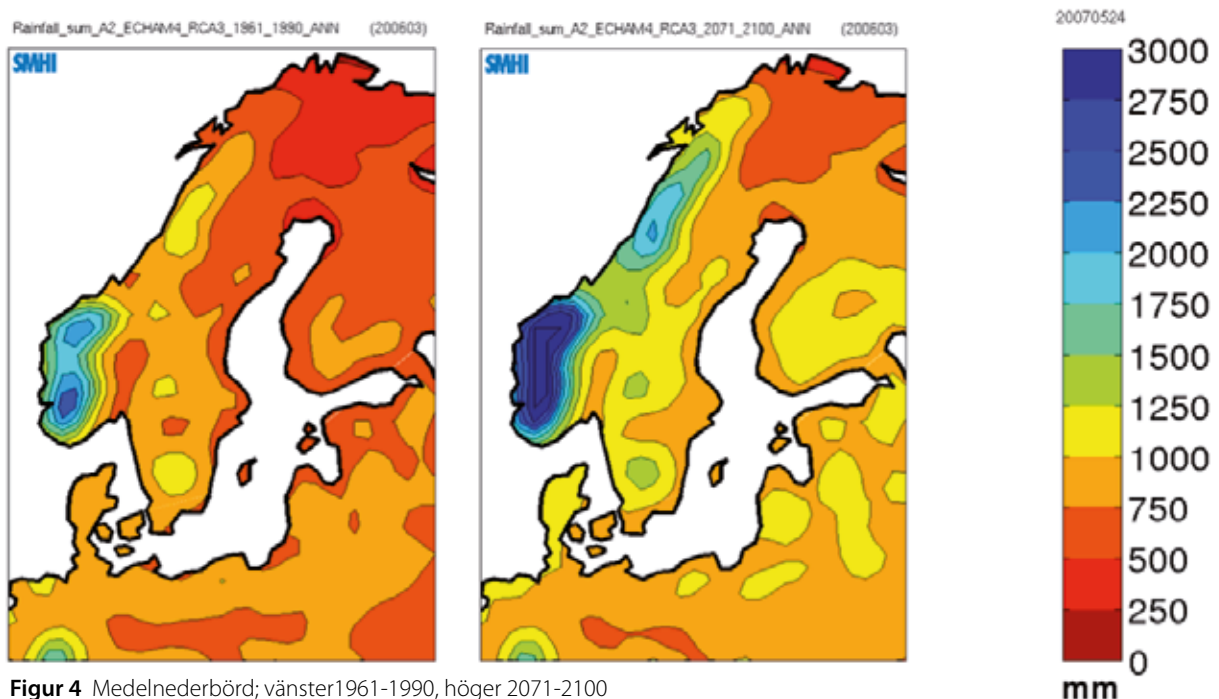 Rainfall_sum_A2_ECHAM4_RCA3_1961_1990_ANN (200603)
Rainfall_sum_A2_ECHAM4_RCA3_2071_2100_ANN (200603)
20070524
SMHI
SMHI
3000
2750
2500
2250
2000
1750
1500
1250
1000
750
500
250
0
mm
Figur 4 Medelnederbörd; vänster1961-1990, höger 2071-2100